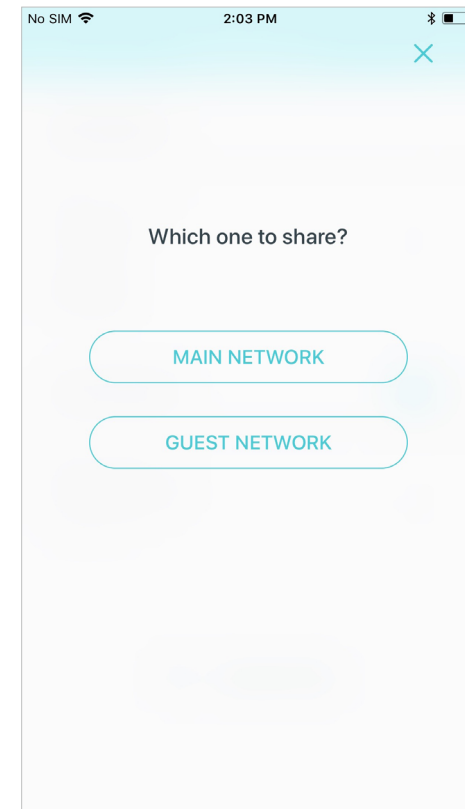 No SIM 2:03 PM
Which one to share?
MAIN NETWORK
GUEST NETWORK